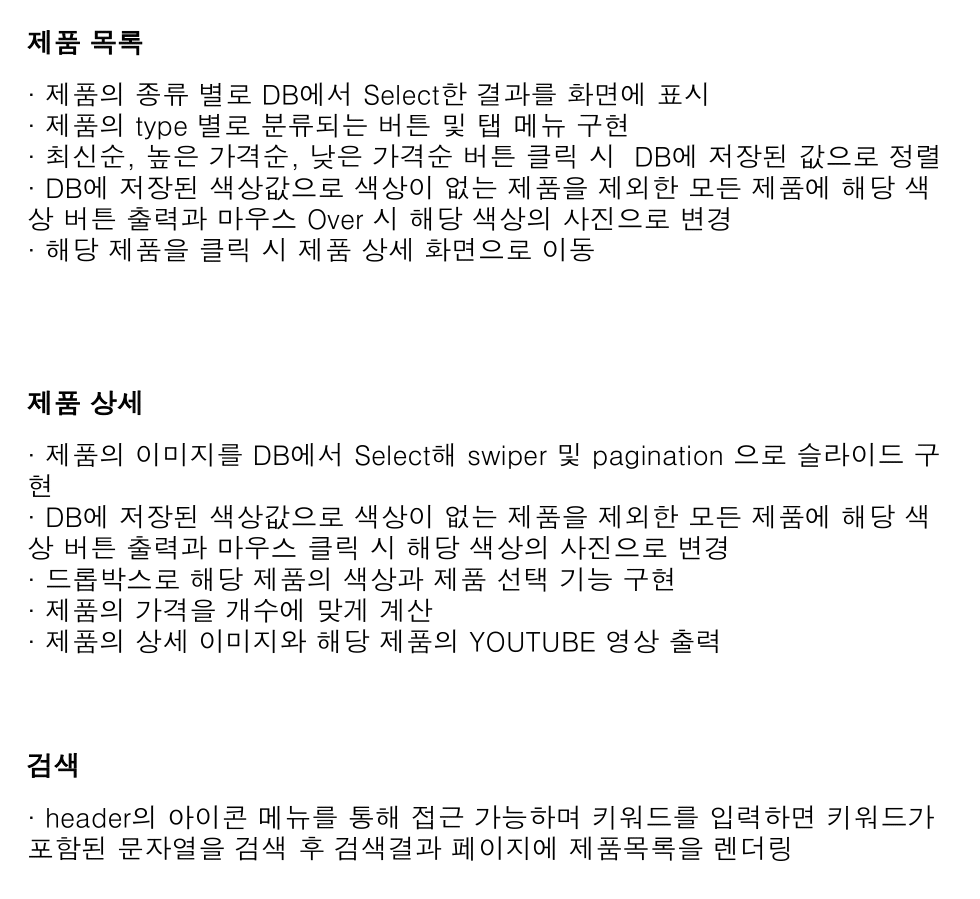 제품 목록
· 제품의 종류 별로 DB에서 Select한 결과를 화면에 표시
· 제품의 type 별로 분류되는 버튼 및 탭 메뉴 구현
· 최신순, 높은 가격순, 낮은 가격순 버튼 클릭 시  DB에 저장된 값으로 정렬
· DB에 저장된 색상값으로 색상이 없는 제품을 제외한 모든 제품에 해당 색
상 버튼 출력과 마우스 Over 시 해당 색상의 사진으로 변경
· 해당 제품을 클릭 시 제품 상세 화면으로 이동
제품 상세
· 제품의 이미지를 DB에서 Select해 swiper 및 pagination 으로 슬라이드 구
현
· DB에 저장된 색상값으로 색상이 없는 제품을 제외한 모든 제품에 해당 색
상 버튼 출력과 마우스 클릭 시 해당 색상의 사진으로 변경
· 드롭박스로 해당 제품의 색상과 제품 선택 기능 구현
· 제품의 가격을 개수에 맞게 계산
· 제품의 상세 이미지와 해당 제품의 YOUTUBE 영상 출력
검색
· header의 아이콘 메뉴를 통해 접근 가능하며 키워드를 입력하면 키워드가
포함된 문자열을 검색 후 검색결과 페이지에 제품목록을 렌더링